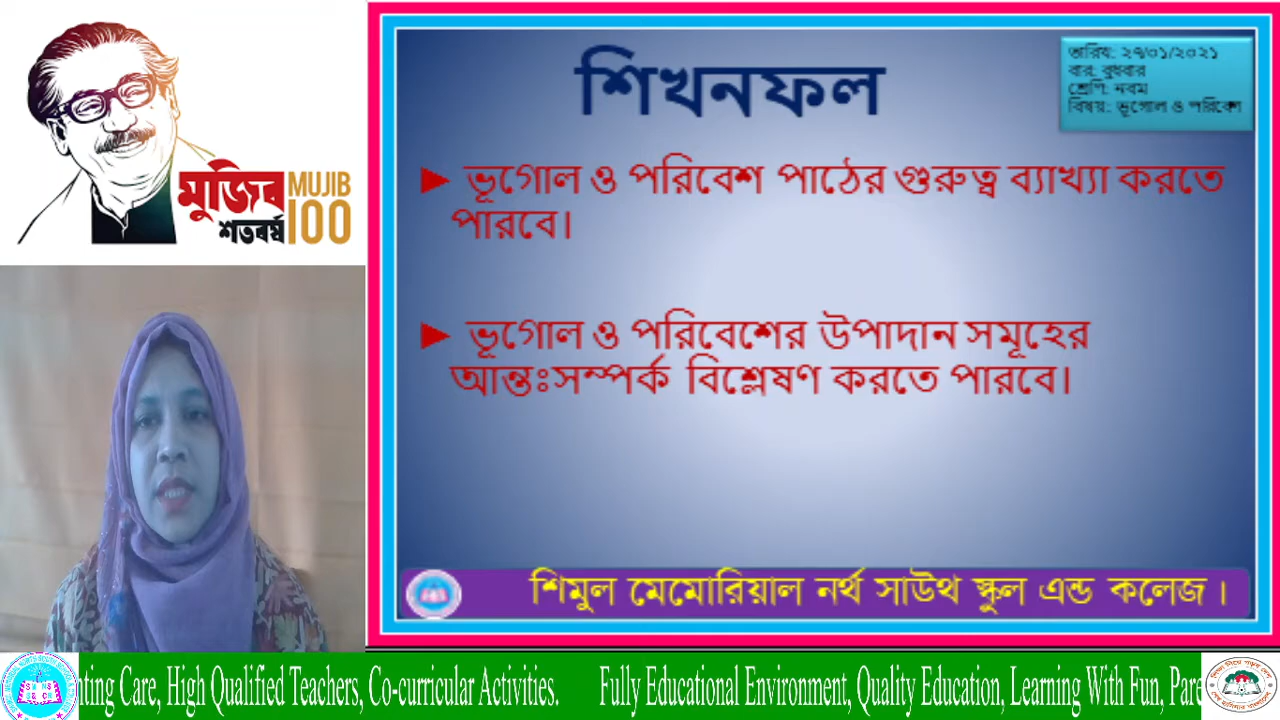 মুজিব
শতবর্ষ
MUJIB
100
শিখনফল
তারিখ: ২৭/০১/২০২১
বার: বুধবার
শ্রেণি: নবম
বিষয়: ভূগোল ও পরিবেশ
► ভূগোল ও পরিবেশ পাঠের গুরুত্ব ব্যাখ্যা করতে
পারবে।
► ভূগোল ও পরিবেশের উপাদান সমূহের
আন্তঃসম্পর্ক বিশ্লেষণ করতে পারবে।
শিমুল মেমোরিয়াল নর্থ সাউথ স্কুল এন্ড কলেজ।
ting Care, High Qualified Teachers, Co-curricular Activities. Fully Educational Environment, Quality Education, Learning With Fun, Pare